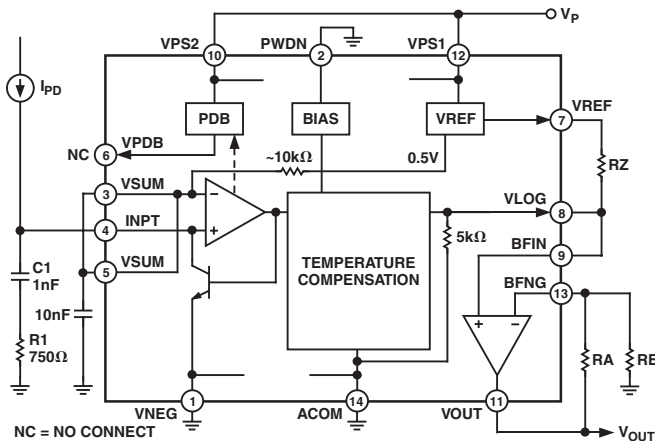 V_P
VPS2 PWDN VPS1
10 2 12
I_PD
PDB BIAS VREF
7 VREF
NC 6 VPDB
~10kΩ 0.5V
RZ
3 VSUM
VLOG 8
4 INPT
5kΩ
BFIN 9
5 VSUM
TEMPERATURE
COMPENSATION
C1
1nF
10nF
BFNG 13
R1
750Ω
RA RB
1 14 11
VNEG ACOM VOUT
V_OUT
NC = NO CONNECT